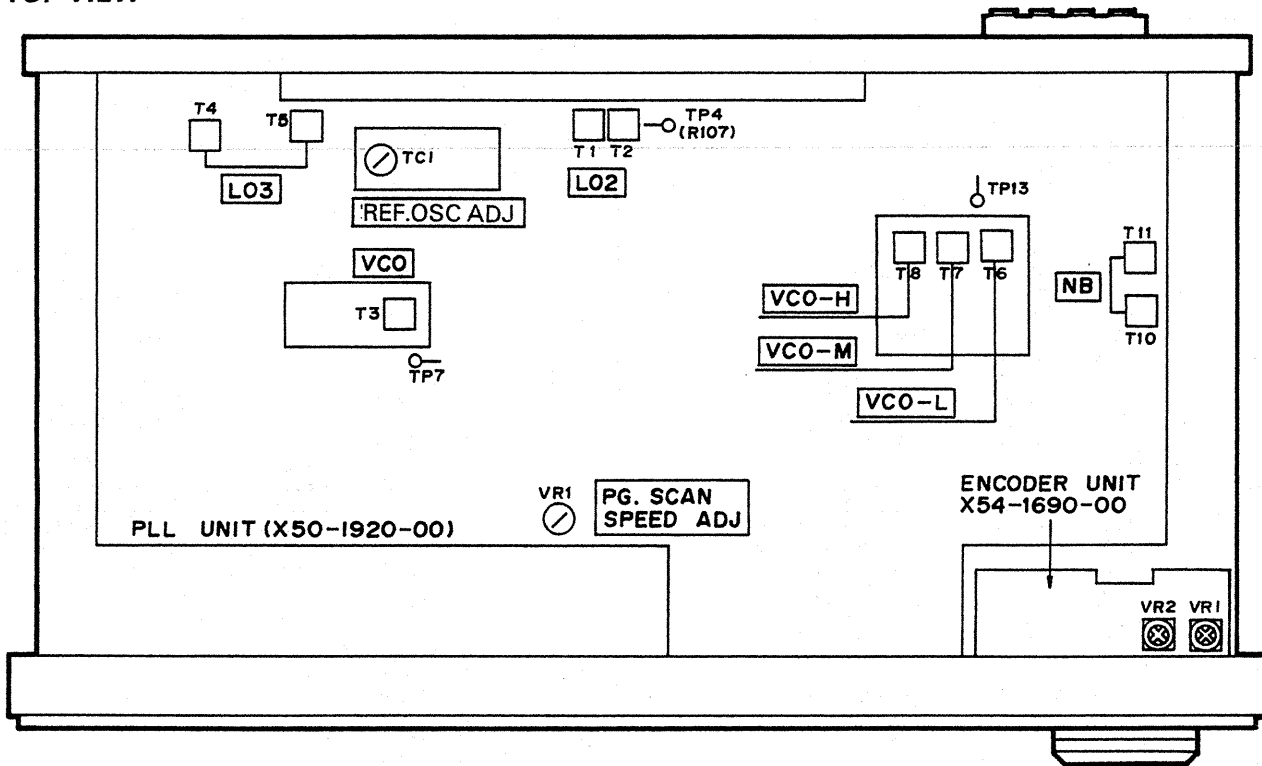 T4
T5
TC1
T1 T2
TP4
(R107)
LO3
LO2
REF.OSC ADJ
TP13
VCO
T3
TP7
T8 T7 T6
T11
NB
T10
VCO-H
VCO-M
VCO-L
VR1
PG. SCAN
SPEED ADJ
PLL UNIT (X50-1920-00)
ENCODER UNIT
X54-1690-00
VR2 VR1